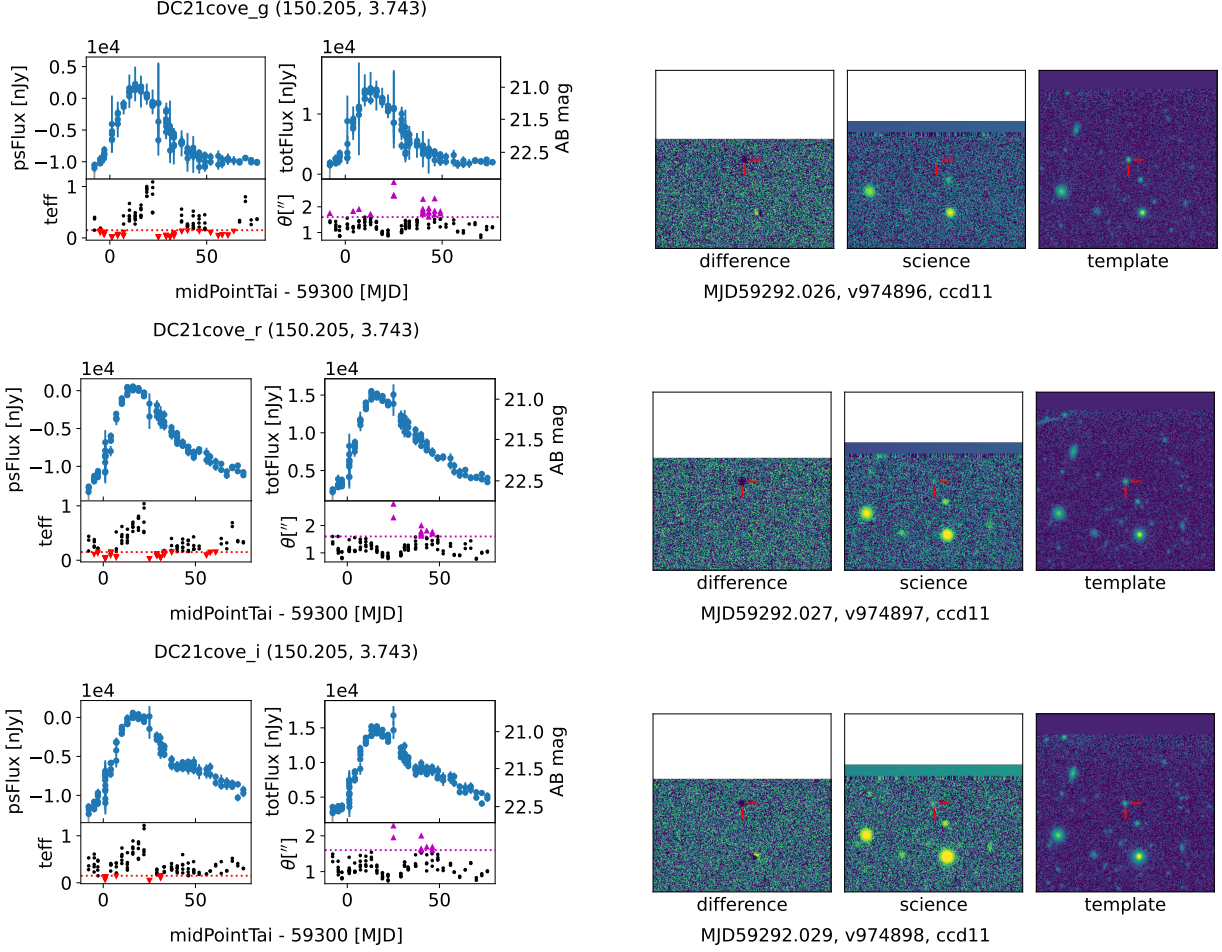 DC21cove_g (150.205, 3.743)
1e4
1e4
psFlux [nJy]
0.5
0.0
−0.5
−1.0
totFlux [nJy]
1
0
21.0
21.5
22.5
AB mag
teff
1
0
θ["]
2
1
0
50
0
50
midPointTai - 59300 [MJD]
difference
science
template
MJD59292.026, v974896, ccd11
DC21cove_r (150.205, 3.743)
1e4
1e4
psFlux [nJy]
0.0
−0.5
−1.0
totFlux [nJy]
1.5
1.0
0.5
21.0
21.5
22.5
AB mag
teff
1
0
θ["]
2
1
0
50
0
50
midPointTai - 59300 [MJD]
difference
science
template
MJD59292.027, v974897, ccd11
DC21cove_i (150.205, 3.743)
1e4
1e4
psFlux [nJy]
0.0
−0.5
−1.0
totFlux [nJy]
1.5
1.0
0.5
21.0
21.5
22.5
AB mag
teff
1
0
θ["]
2
1
0
50
0
50
midPointTai - 59300 [MJD]
difference
science
template
MJD59292.029, v974898, ccd11